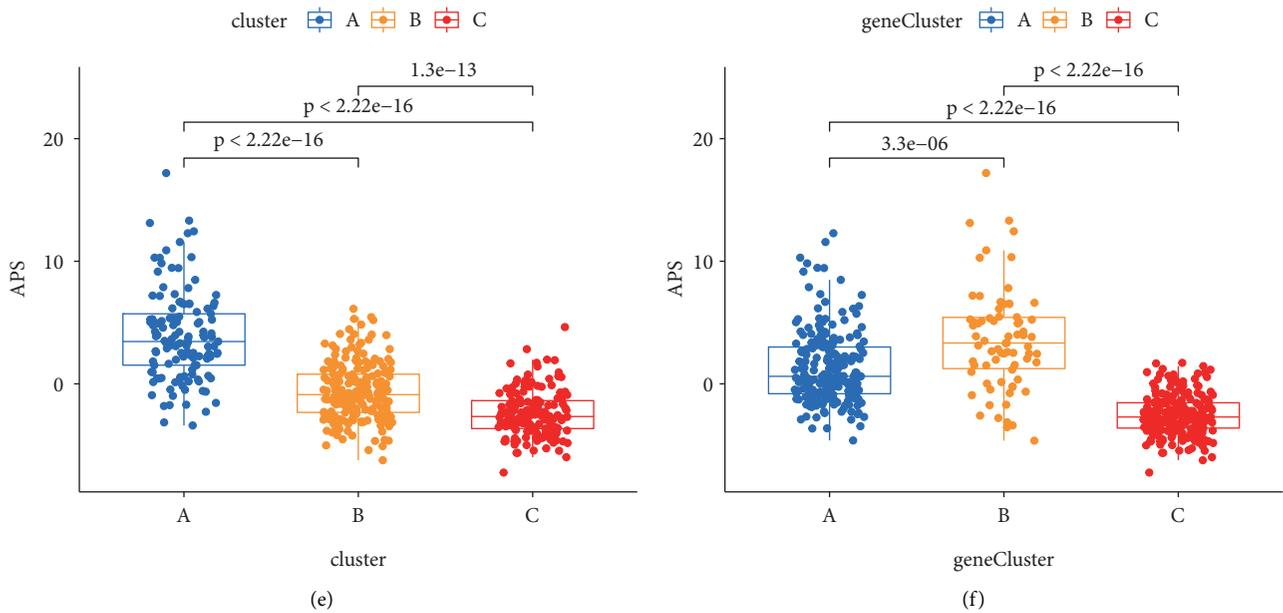 cluster A B C
1.3e−13
p < 2.22e−16
p < 2.22e−16
20
10
0
APS
A B C
cluster
(e)
geneCluster A B C
p < 2.22e−16
p < 2.22e−16
3.3e−06
20
10
0
APS
A B C
geneCluster
(f)